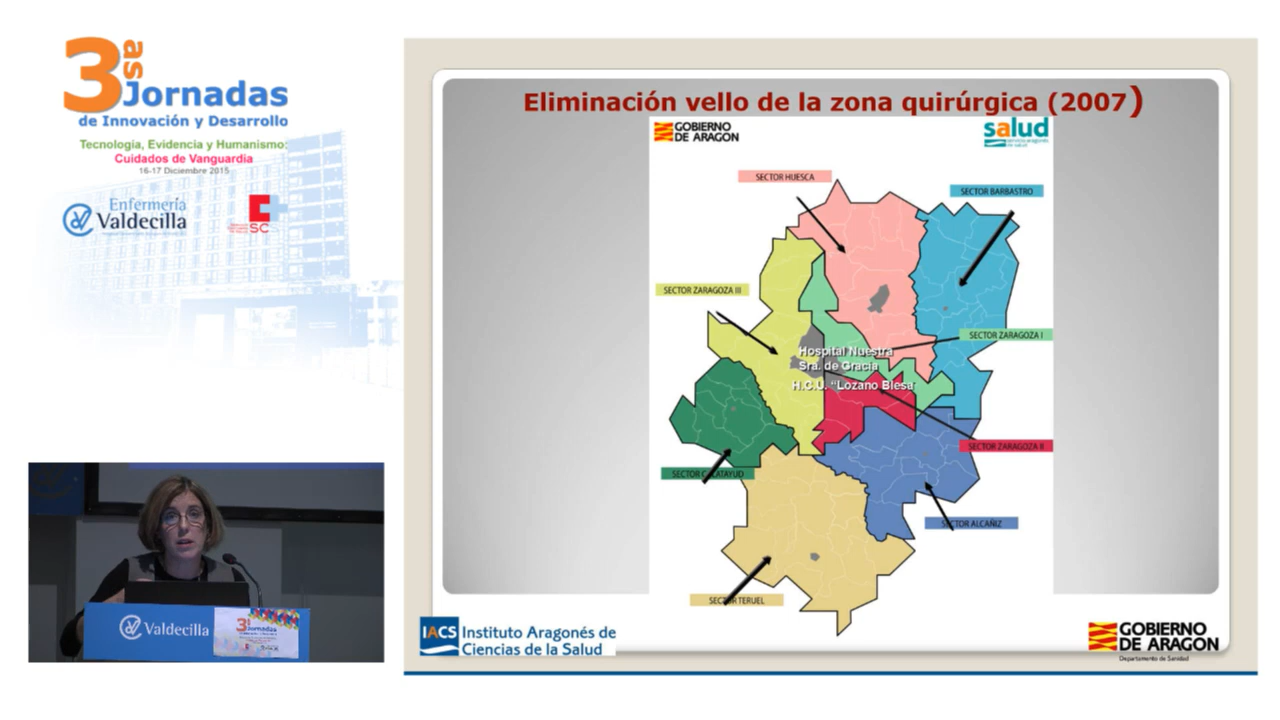 3as Jornadas
de Innovación y Desarrollo
Tecnología, Evidencia y Humanismo:
Cuidados de Vanguardia
16-17 Diciembre 2015
Enfermería
Valdecilla
SC
Eliminación vello de la zona quirúrgica (2007)
GOBIERNO
DE ARAGON
salud
servicio aragonés
de salud
SECTOR HUESCA
SECTOR BARBASTRO
SECTOR ZARAGOZA III
SECTOR ZARAGOZA I
Hospital Nuestra
Sra. de Gracia
H.C.U. “Lozano Blesa
SECTOR ZARAGOZA II
SECTOR CALATAYUD
SECTOR ALCAÑIZ
SECTOR TERUEL
Valdecilla
3as Jornadas
IACS Instituto Aragonés de
Ciencias de la Salud
GOBIERNO
DE ARAGON
Departamento de Sanidad